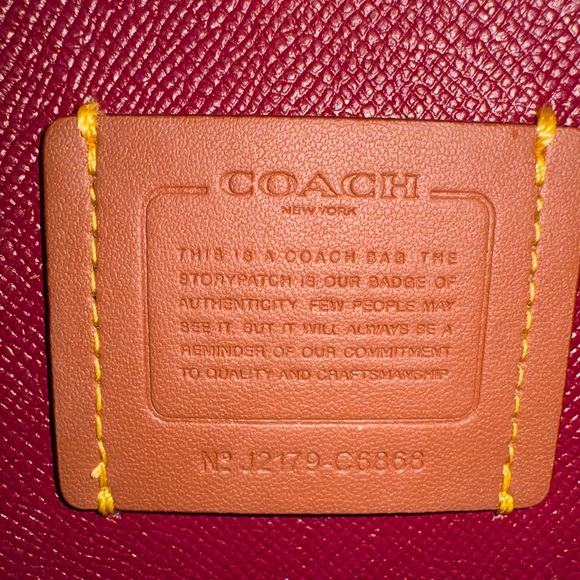 COACH
NEW YORK
THIS IS A COACH BAG THE
STORYPATCH IS OUR BADGE OF
AUTHENTICITY. FEW PEOPLE MAY
SEE IT, BUT IT WILL ALWAYS BE A
REMINDER OF OUR COMMITMENT
TO QUALITY AND CRAFTSMANSHIP
Nº J2179-C6868